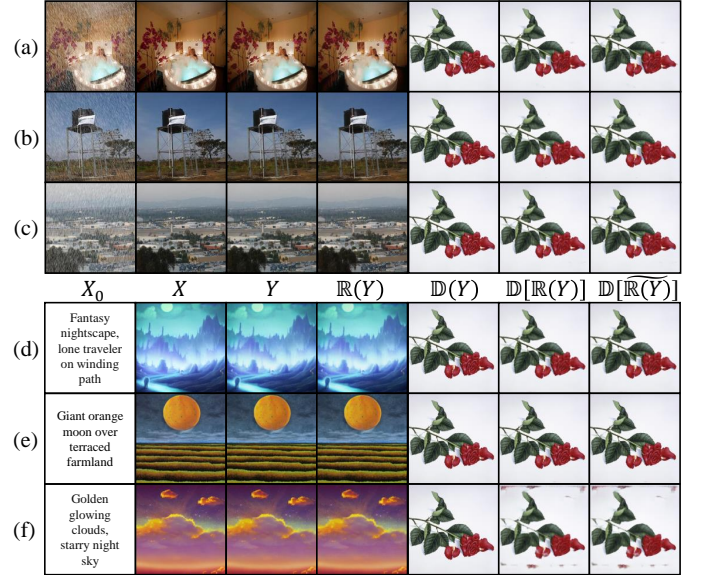 (a)
(b)
(c)
X₀ X Y ℝ(Y) 𝔻(Y) 𝔻[ℝ(Y)] 𝔻[\widetilde{ℝ(Y)}]
(d)
Fantasy
nightscape,
lone traveler
on winding
path
(e)
Giant orange
moon over
terraced
farmland
(f)
Golden
glowing
clouds,
starry night
sky